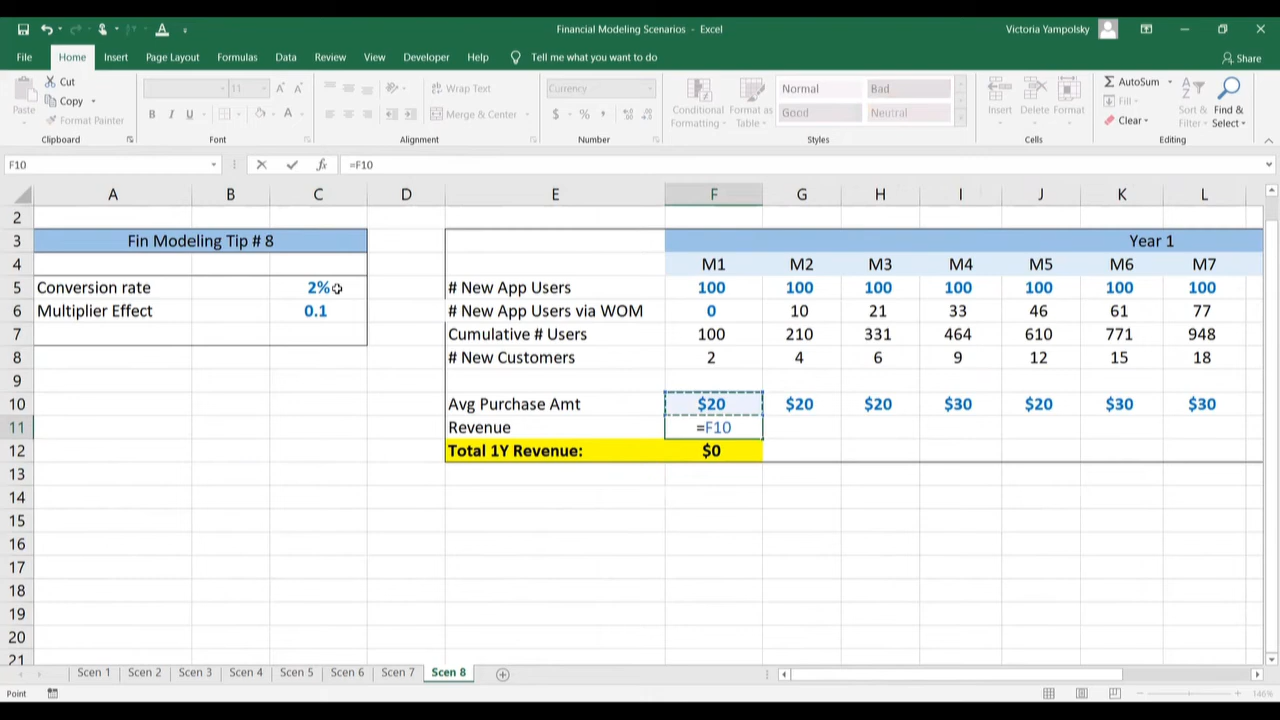 Financial Modeling Scenarios - Excel
Victoria Yampolsky
File Home Insert Page Layout Formulas Data Review View Developer Help Tell me what you want to do Share
Paste Cut Copy Format Painter Clipboard
11 B I U A Font
Wrap Text Merge & Center Alignment
Currency $ % , Number
Conditional Formatting Format as Table Normal Bad Good Neutral Styles
Insert Delete Format Cells
AutoSum Fill Clear Sort & Filter Find & Select Editing
F10 fx =F10
A B C D E F G H I J K L
2
3 Fin Modeling Tip # 8 Year 1
4 M1 M2 M3 M4 M5 M6 M7
5 Conversion rate 2% # New App Users 100 100 100 100 100 100 100
6 Multiplier Effect 0.1 # New App Users via WOM 0 10 21 33 46 61 77
7 Cumulative # Users 100 210 331 464 610 771 948
8 # New Customers 2 4 6 9 12 15 18
9
10 Avg Purchase Amt $20 $20 $20 $30 $20 $30 $30
11 Revenue =F10
12 Total 1Y Revenue: $0
13
14
15
16
17
18
19
20
21
Scen 1 Scen 2 Scen 3 Scen 4 Scen 5 Scen 6 Scen 7 Scen 8
Point 146%